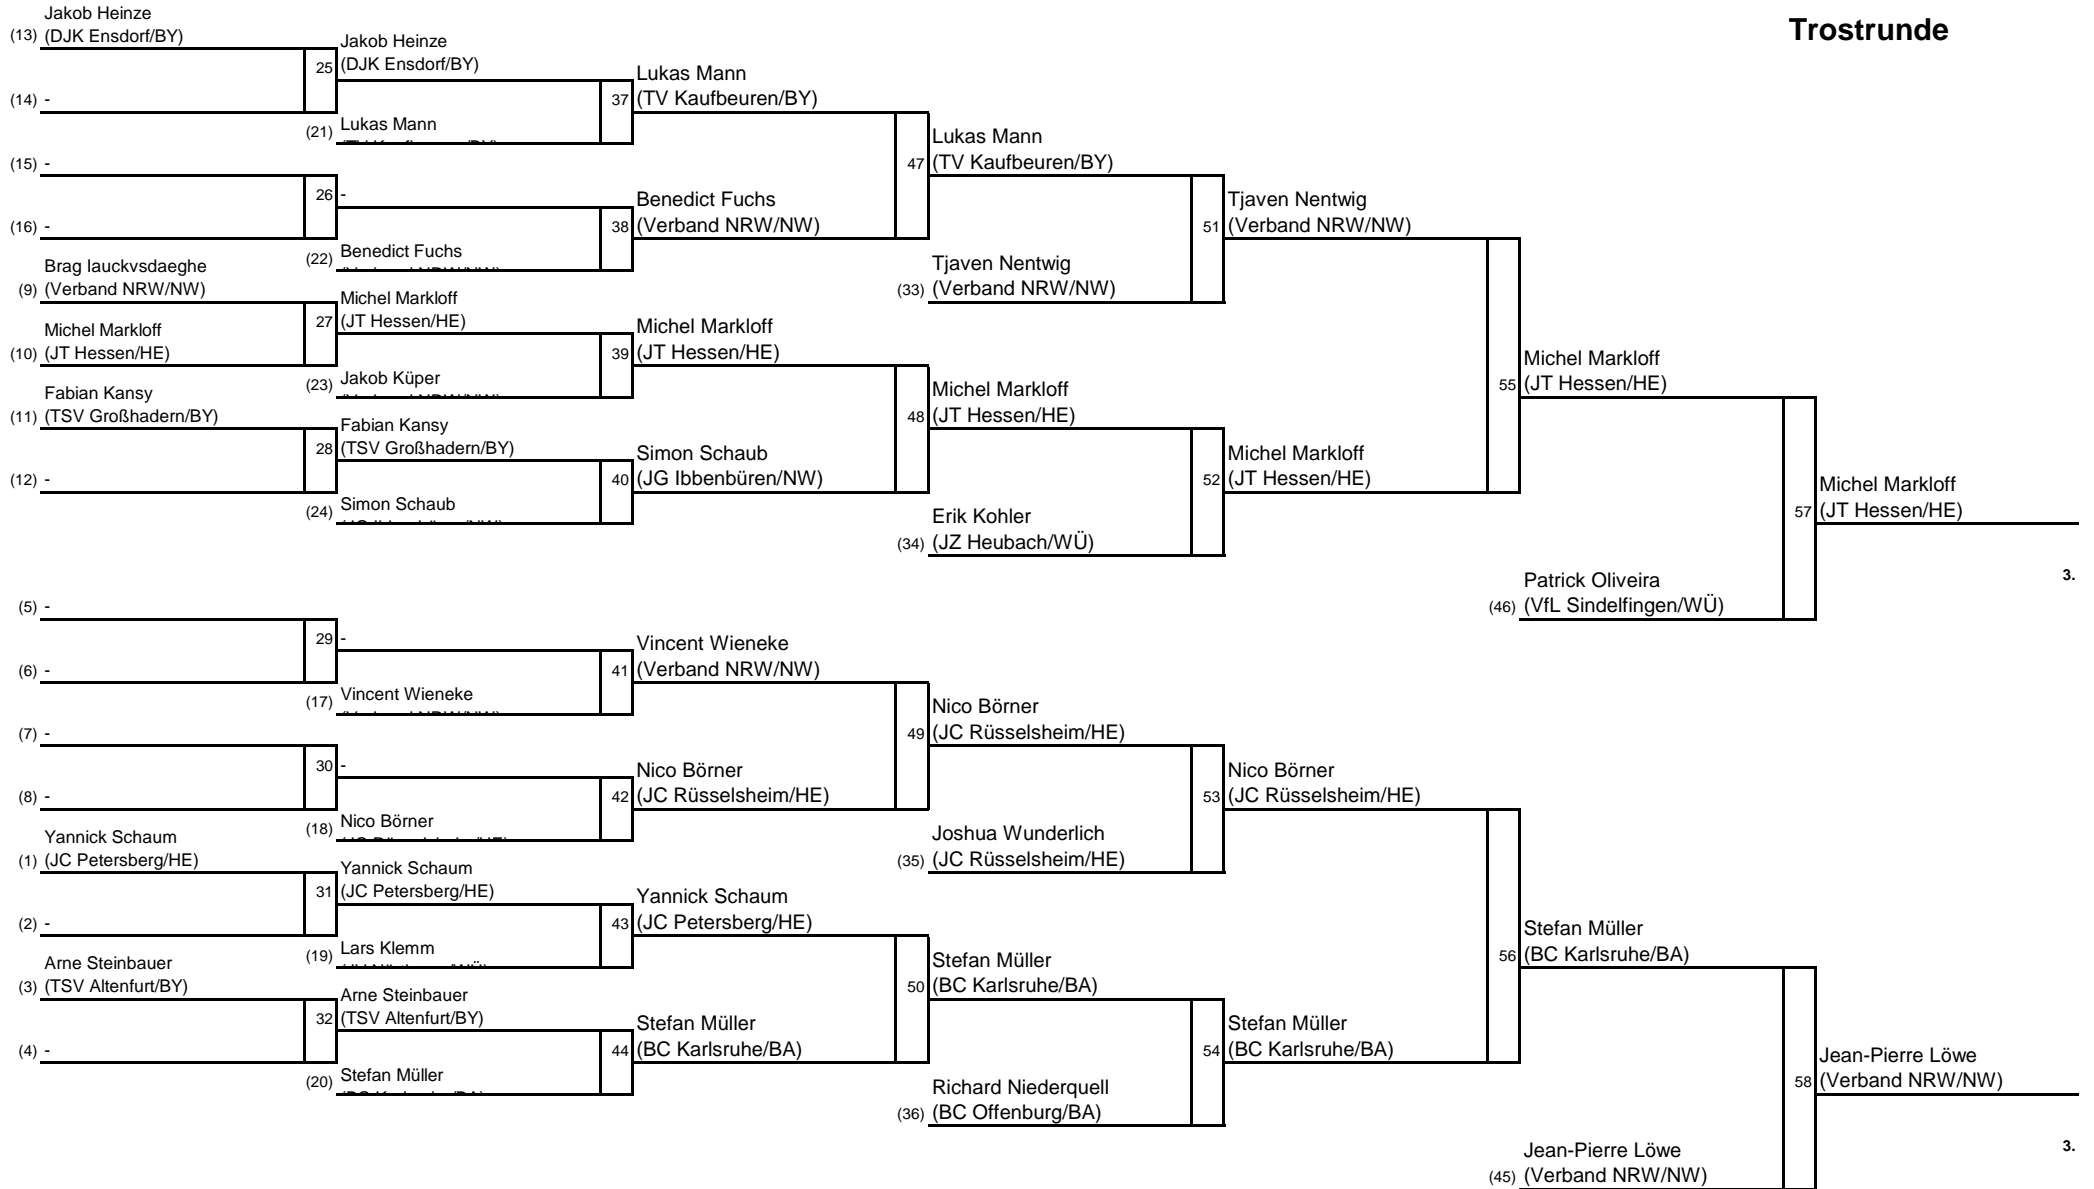 Trostrunde
Jakob Heinze
(13) (DJK Ensdorf/BY)
(14) -
(15) -
(16) -
Brag Iauckvsdaeghe
(9) (Verband NRW/NW)
Michel Markloff
(10) (JT Hessen/HE)
Fabian Kansy
(11) (TSV Großhadern/BY)
(12) -
(5) -
(6) -
(7) -
(8) -
Yannick Schaum
(1) (JC Petersberg/HE)
(2) -
Arne Steinbauer
(3) (TSV Altenfurt/BY)
(4) -
Jakob Heinze
25 (DJK Ensdorf/BY)
(21) Lukas Mann
26 -
(22) Benedict Fuchs
Michel Markloff
27 (JT Hessen/HE)
(23) Jakob Küper
Fabian Kansy
28 (TSV Großhadern/BY)
(24) Simon Schaub
29 -
(17) Vincent Wieneke
30 -
(18) Nico Börner
Yannick Schaum
31 (JC Petersberg/HE)
(19) Lars Klemm
Arne Steinbauer
32 (TSV Altenfurt/BY)
(20) Stefan Müller
Lukas Mann
37 (TV Kaufbeuren/BY)
Benedict Fuchs
38 (Verband NRW/NW)
Michel Markloff
39 (JT Hessen/HE)
Simon Schaub
40 (JG Ibbenbüren/NW)
Vincent Wieneke
41 (Verband NRW/NW)
Nico Börner
42 (JC Rüsselsheim/HE)
Yannick Schaum
43 (JC Petersberg/HE)
Stefan Müller
44 (BC Karlsruhe/BA)
Lukas Mann
47 (TV Kaufbeuren/BY)
Tjaven Nentwig
(33) (Verband NRW/NW)
Michel Markloff
48 (JT Hessen/HE)
Erik Kohler
(34) (JZ Heubach/WÜ)
Nico Börner
49 (JC Rüsselsheim/HE)
Joshua Wunderlich
(35) (JC Rüsselsheim/HE)
Stefan Müller
50 (BC Karlsruhe/BA)
Richard Niederquell
(36) (BC Offenburg/BA)
Tjaven Nentwig
51 (Verband NRW/NW)
Michel Markloff
52 (JT Hessen/HE)
Nico Börner
53 (JC Rüsselsheim/HE)
Stefan Müller
54 (BC Karlsruhe/BA)
Michel Markloff
55 (JT Hessen/HE)
Patrick Oliveira
(46) (VfL Sindelfingen/WÜ)
Stefan Müller
56 (BC Karlsruhe/BA)
Jean-Pierre Löwe
(45) (Verband NRW/NW)
Michel Markloff
57 (JT Hessen/HE)
3.
Jean-Pierre Löwe
58 (Verband NRW/NW)
3.